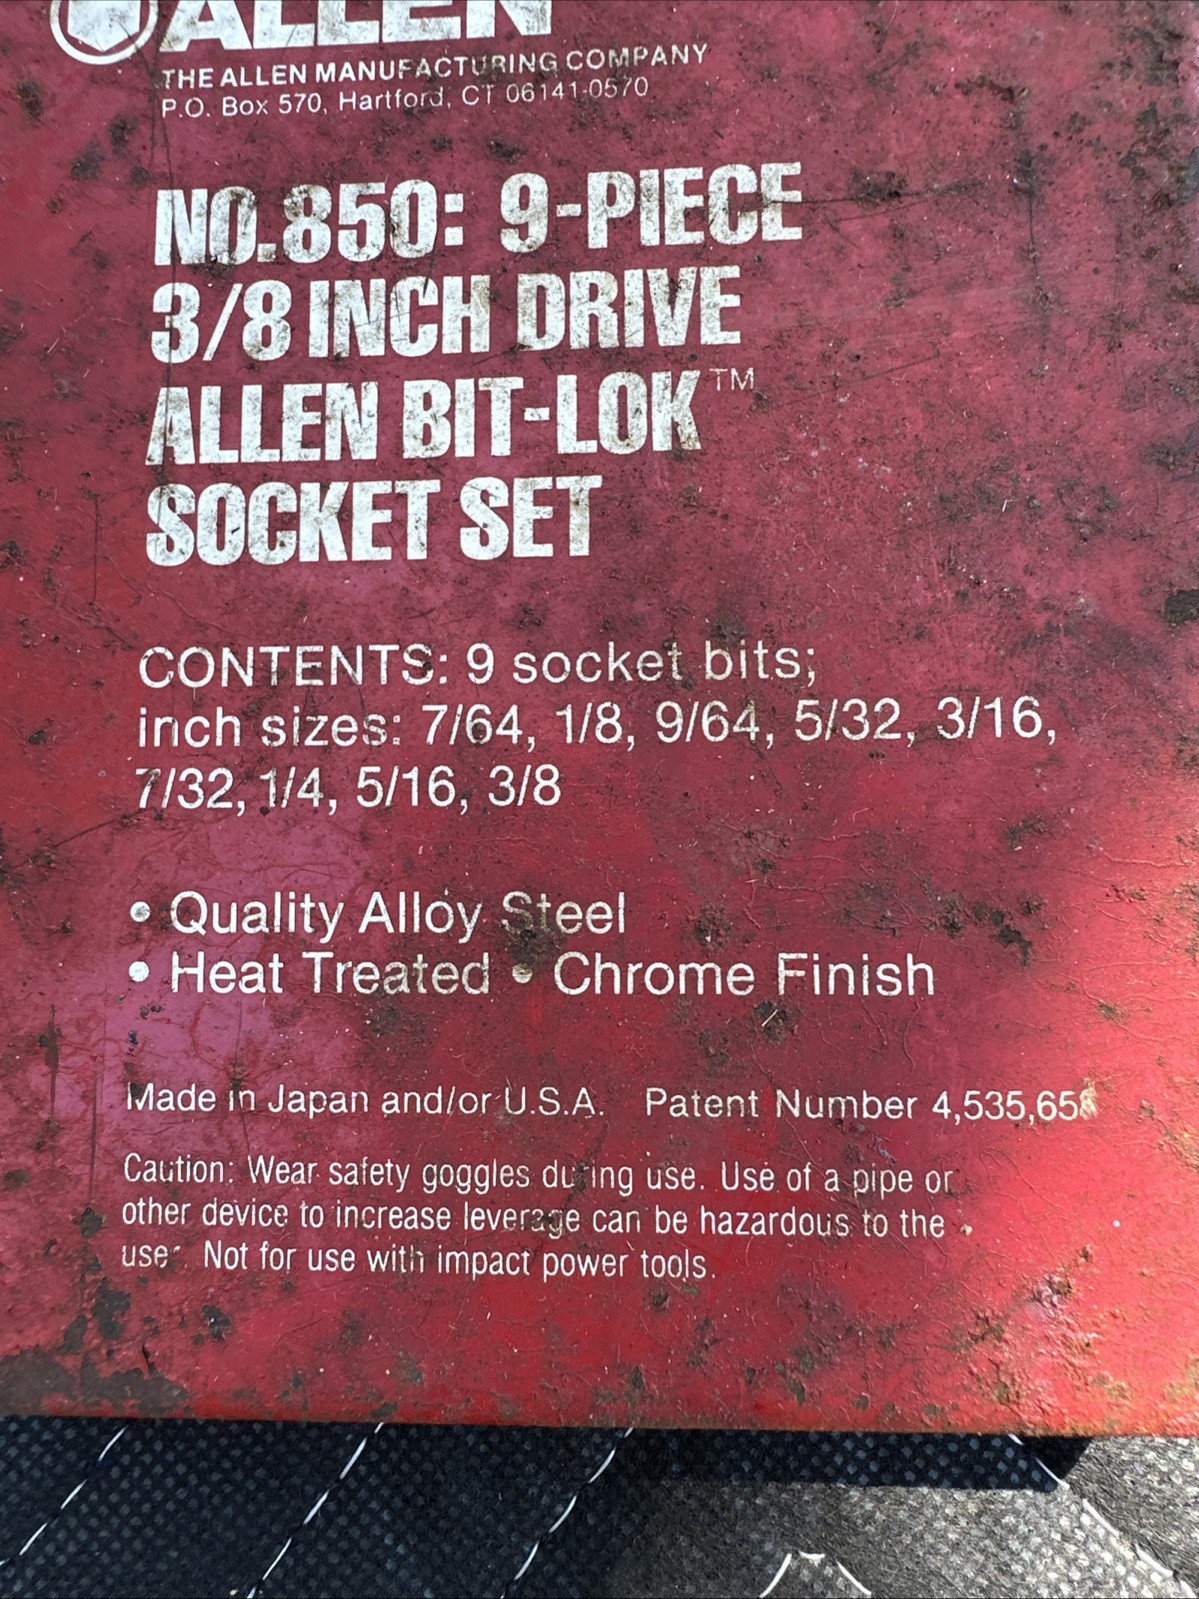 ALLEN
THE ALLEN MANUFACTURING COMPANY
P.O. Box 570, Hartford, CT 06141-0570
NO.850: 9-PIECE
3/8 INCH DRIVE
ALLEN BIT-LOK™
SOCKET SET
CONTENTS: 9 socket bits;
inch sizes: 7/64, 1/8, 9/64, 5/32, 3/16,
7/32, 1/4, 5/16, 3/8
• Quality Alloy Steel
• Heat Treated • Chrome Finish
Made in Japan and/or U.S.A. Patent Number
Caution: Wear safety goggles during use. Use of a pipe or
other device to increase leverage can be hazardous to the
user. Not for use with impact power tools.